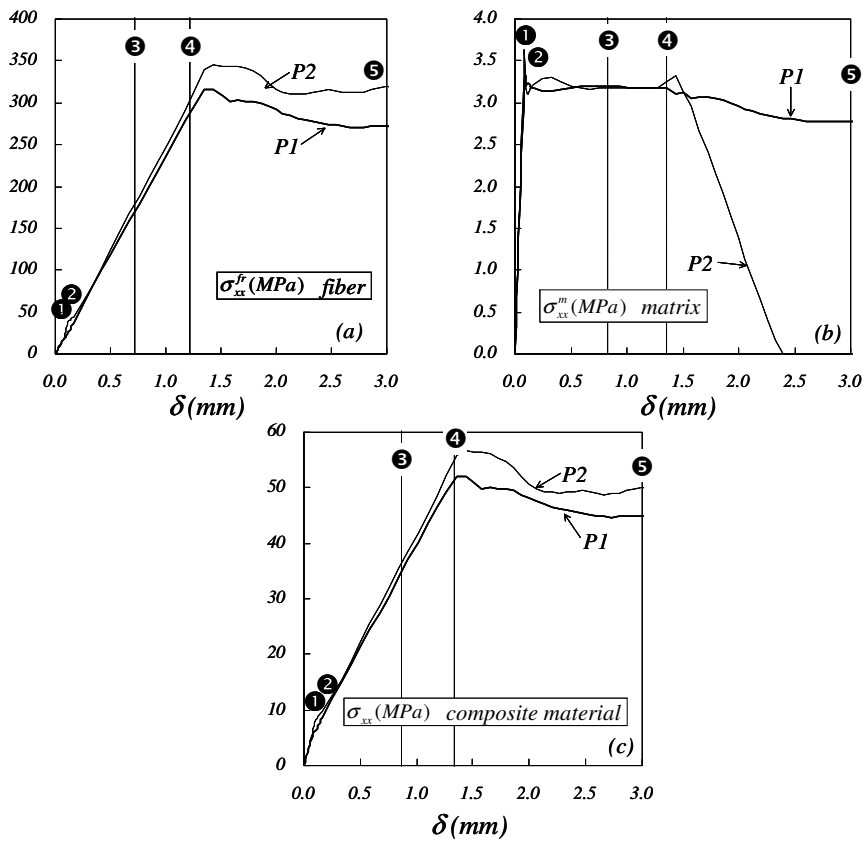 400
350
300
250
200
150
100
50
0
0.0 0.5 1.0 1.5 2.0 2.5 3.0
δ(mm)
❶ ❷ ❸ ❹ ❺
P2
P1
σ_xx^fr(MPa) fiber
(a)
4.0
3.5
3.0
2.5
2.0
1.5
1.0
0.5
0.0
0.0 0.5 1.0 1.5 2.0 2.5 3.0
δ(mm)
❶ ❷ ❸ ❹ ❺
P1
P2
σ_xx^m(MPa) matrix
(b)
60
50
40
30
20
10
0
0.0 0.5 1.0 1.5 2.0 2.5 3.0
δ(mm)
❶ ❷ ❸ ❹ ❺
P2
P1
σ_xx(MPa) composite material
(c)